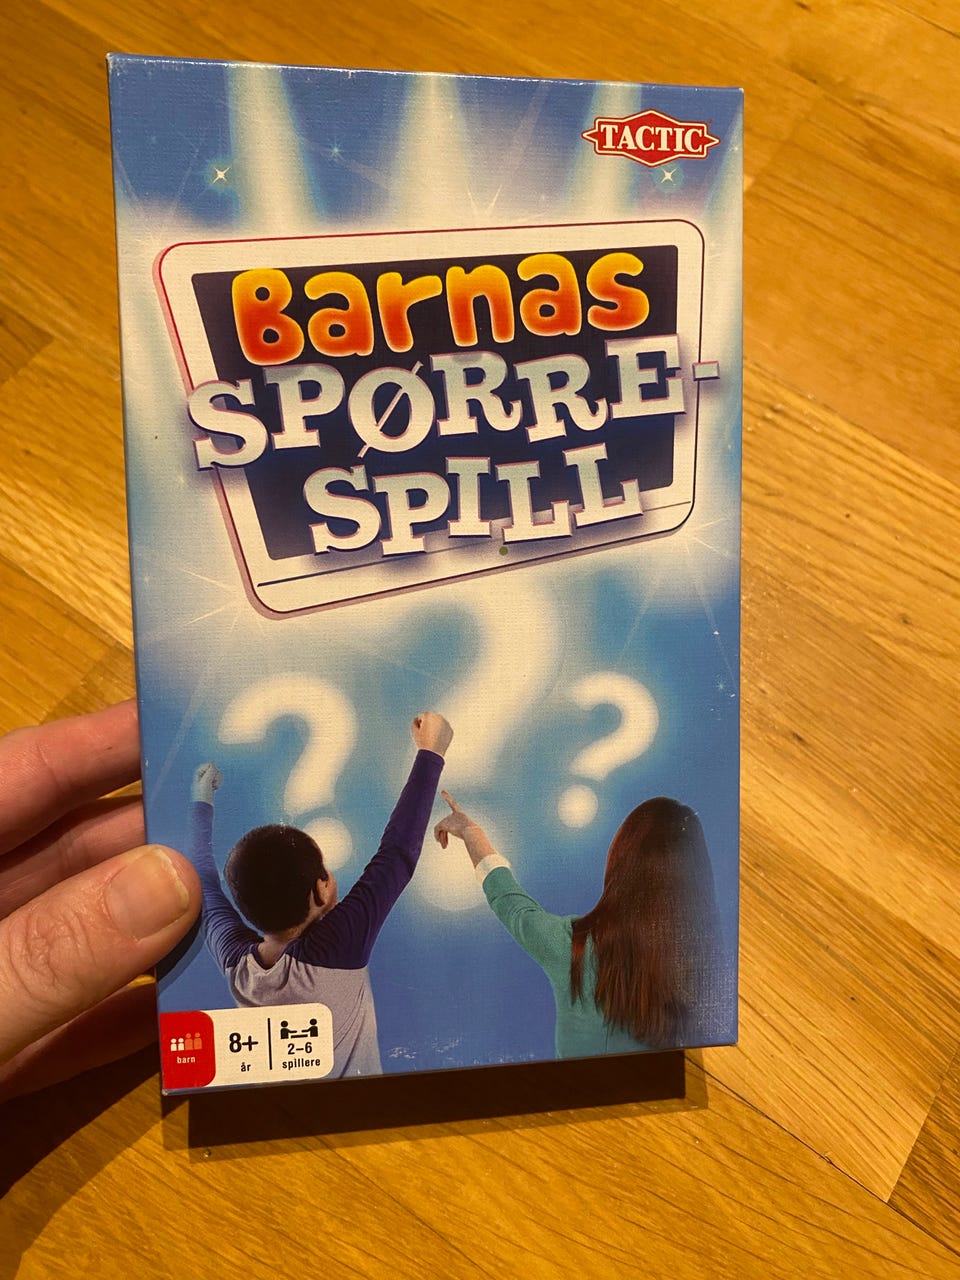 TACTIC
Barnas
SPØRRE-
SPILL
barn
8+
år
2-6
spillere